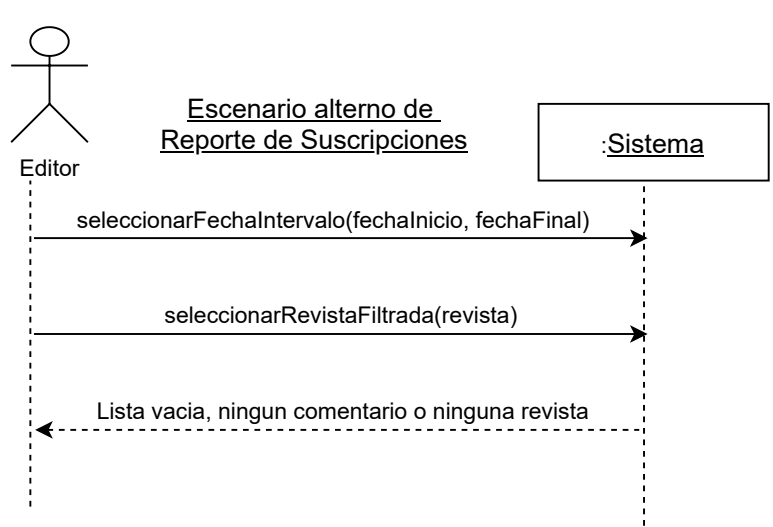 Escenario alterno de
Reporte de Suscripciones
:Sistema
Editor
seleccionarFechaIntervalo(fechaInicio, fechaFinal)
seleccionarRevistaFiltrada(revista)
Lista vacia, ningun comentario o ninguna revista